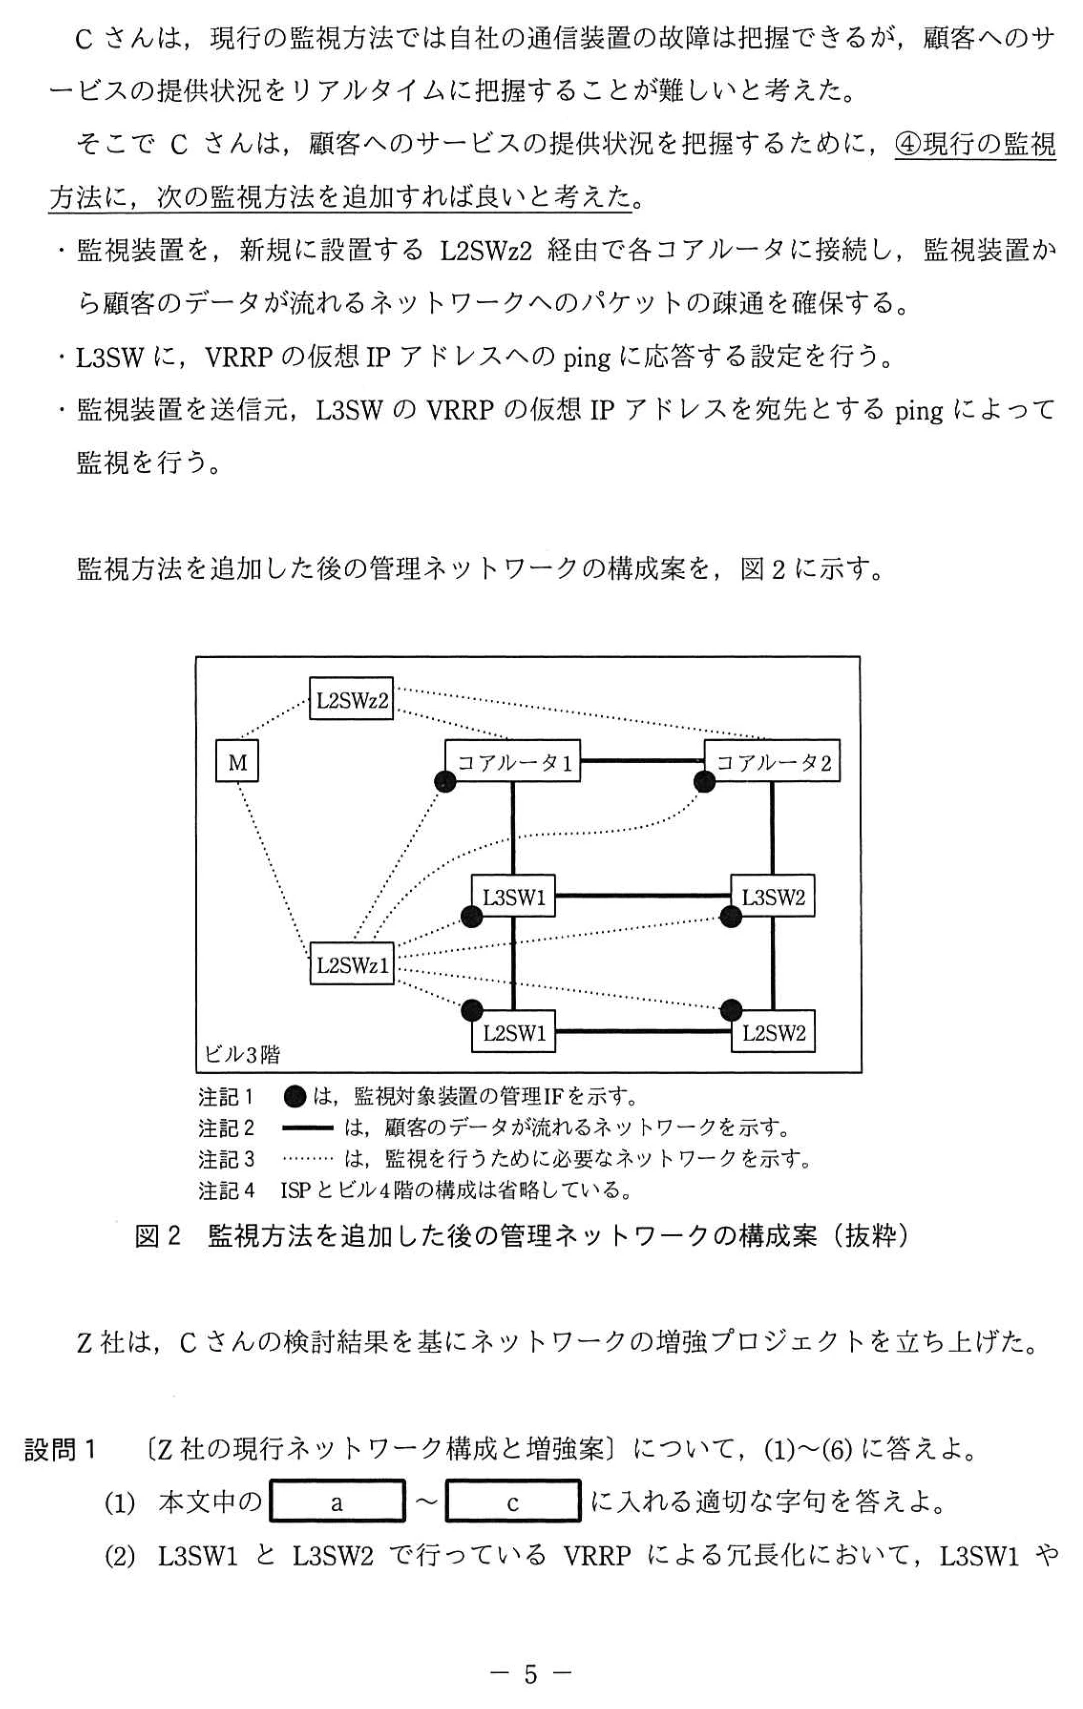 Cさんは，現行の監視方法では自社の通信装置の故障は把握できるが，顧客へのサ
ービスの提供状況をリアルタイムに把握することが難しいと考えた。
そこで C さんは，顧客へのサービスの提供状況を把握するために，④現行の監視
方法に，次の監視方法を追加すれば良いと考えた。
・監視装置を，新規に設置する L2SWz2 経由で各コアルータに接続し，監視装置か
ら顧客のデータが流れるネットワークへのパケットの疎通を確保する。
・L3SW に，VRRP の仮想 IP アドレスへの ping に応答する設定を行う。
・監視装置を送信元，L3SW の VRRP の仮想 IP アドレスを宛先とする ping によって
監視を行う。
監視方法を追加した後の管理ネットワークの構成案を，図 2 に示す。
L2SWz2
M
コアルータ1
コアルータ2
L3SW1
L3SW2
L2SWz1
L2SW1
L2SW2
ビル3階
注記1 ●は，監視対象装置の管理IFを示す。
注記2 ━━ は，顧客のデータが流れるネットワークを示す。
注記3 ‥‥‥ は，監視を行うために必要なネットワークを示す。
注記4 ISPとビル4階の構成は省略している。
図2 監視方法を追加した後の管理ネットワークの構成案（抜粋）
Z社は，Cさんの検討結果を基にネットワークの増強プロジェクトを立ち上げた。
設問1 〔Z社の現行ネットワーク構成と増強案〕について，(1)～(6)に答えよ。
(1) 本文中の a ～ c に入れる適切な字句を答えよ。
(2) L3SW1 と L3SW2 で行っている VRRP による冗長化において，L3SW1 や
－ 5 －